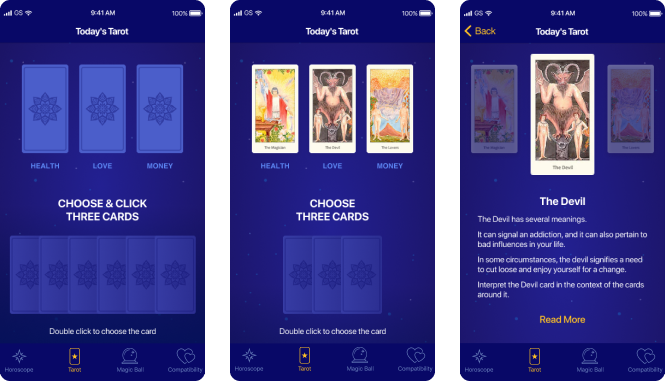 GS 9:41 AM 100%
Today's Tarot
HEALTH LOVE MONEY
CHOOSE & CLICK
THREE CARDS
Double click to choose the card
Horoscope Tarot Magic Ball Compatibility
GS 9:41 AM 100%
Today's Tarot
The Magician The Devil The Lovers
HEALTH LOVE MONEY
CHOOSE
THREE CARDS
Double click to choose the card
Horoscope Tarot Magic Ball Compatibility
GS 9:41 AM 100%
Back Today's Tarot
The Magician The Devil The Lovers
The Devil
The Devil has several meanings.
It can signal an addiction, and it can also pertain to
bad influences in your life.
In some circumstances, the devil signifies a need
to cut loose and enjoy yourself for a change.
Interpret the Devil card in the context of the cards
around it.
Read More
Horoscope Tarot Magic Ball Compatibility